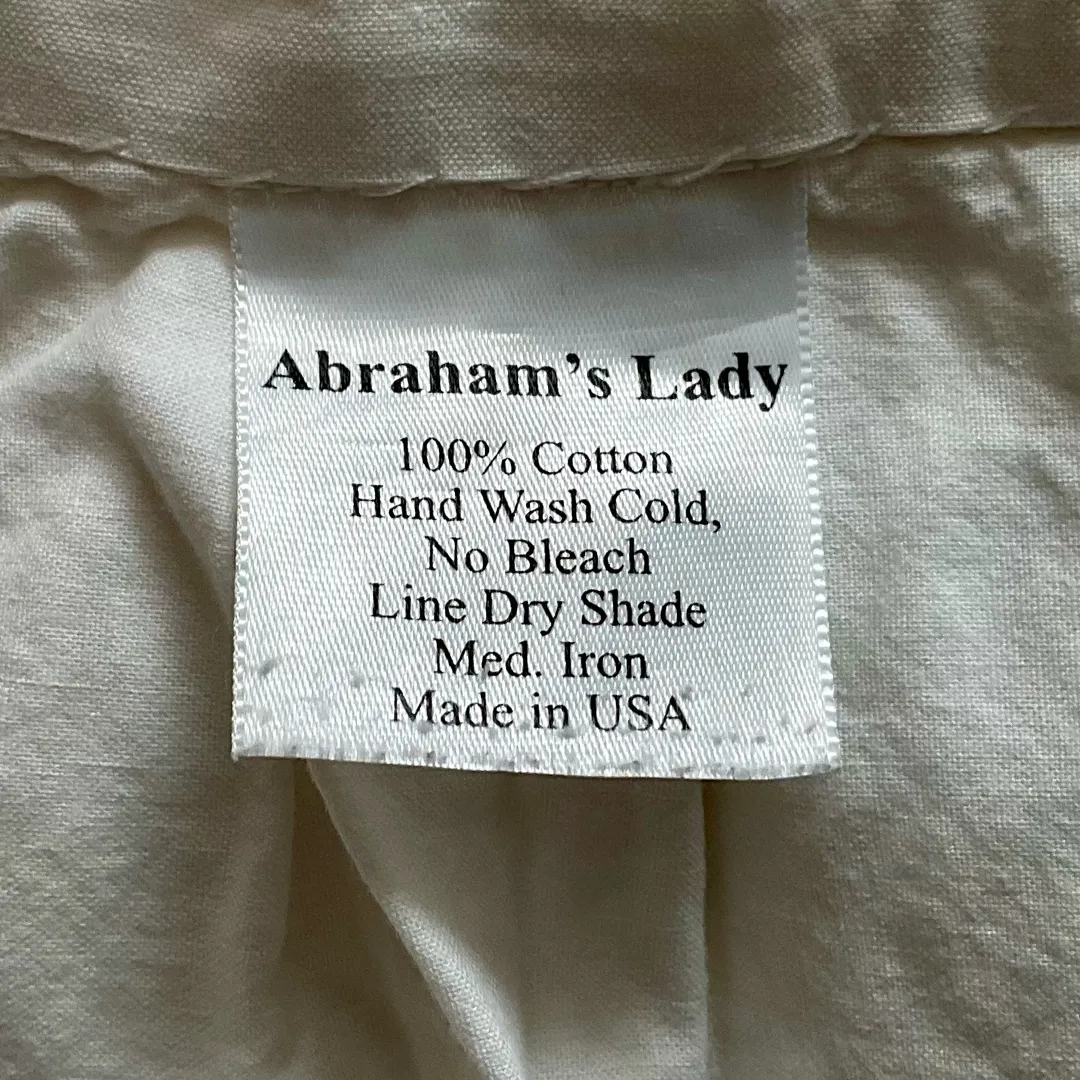 Abraham’s Lady
100% Cotton
Hand Wash Cold,
No Bleach
Line Dry Shade
Med. Iron
Made in USA